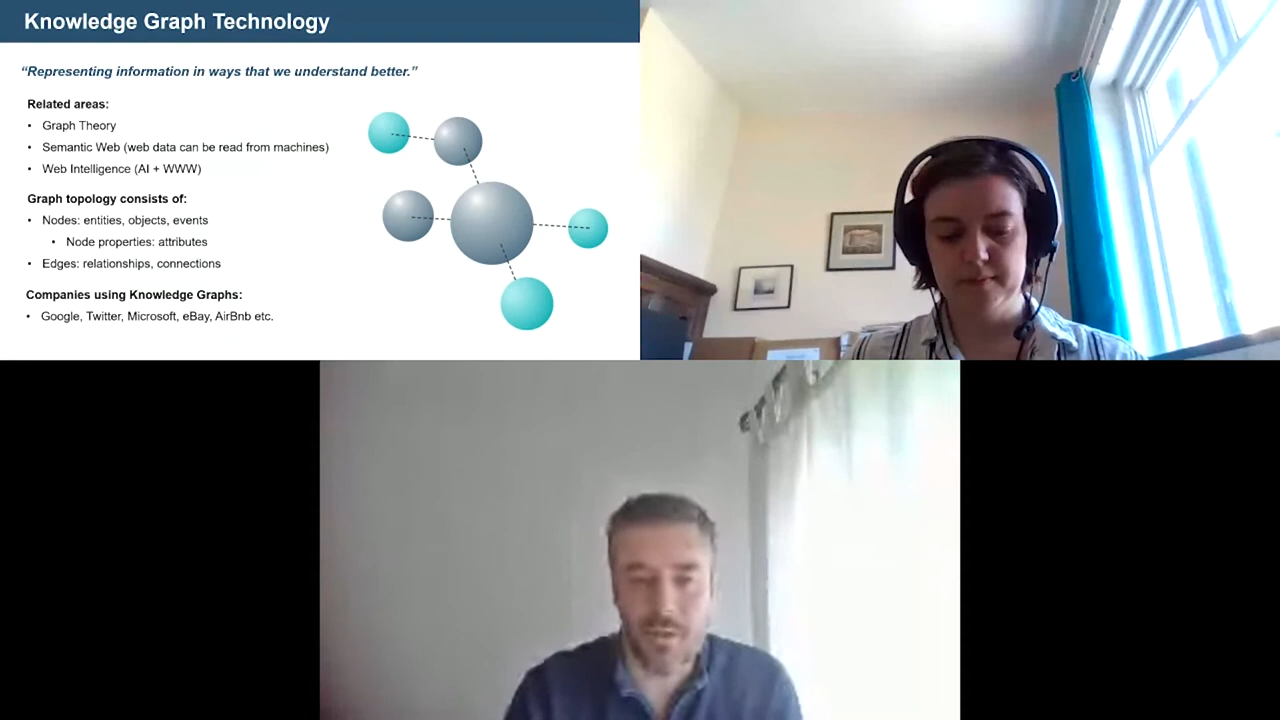 Knowledge Graph Technology
“Representing information in ways that we understand better.”
Related areas:
• Graph Theory
• Semantic Web (web data can be read from machines)
• Web Intelligence (AI + WWW)
Graph topology consists of:
• Nodes: entities, objects, events
• Node properties: attributes
• Edges: relationships, connections
Companies using Knowledge Graphs:
• Google, Twitter, Microsoft, eBay, AirBnb etc.